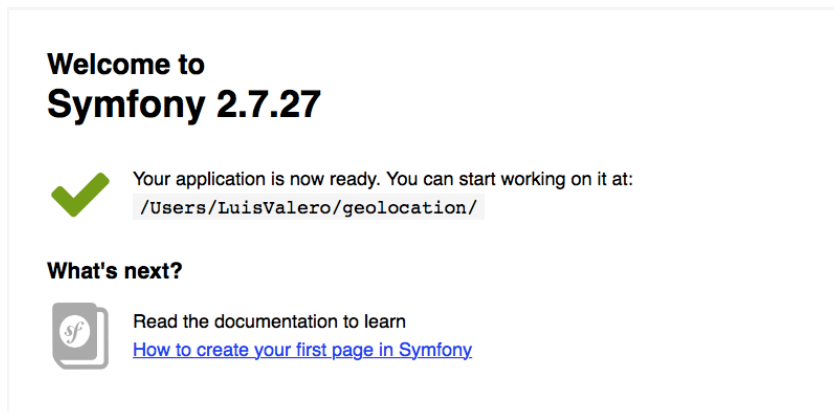 Welcome to
Symfony 2.7.27
Your application is now ready. You can start working on it at:
/Users/LuisValero/geolocation/
What's next?
sf
Read the documentation to learn
How to create your first page in Symfony